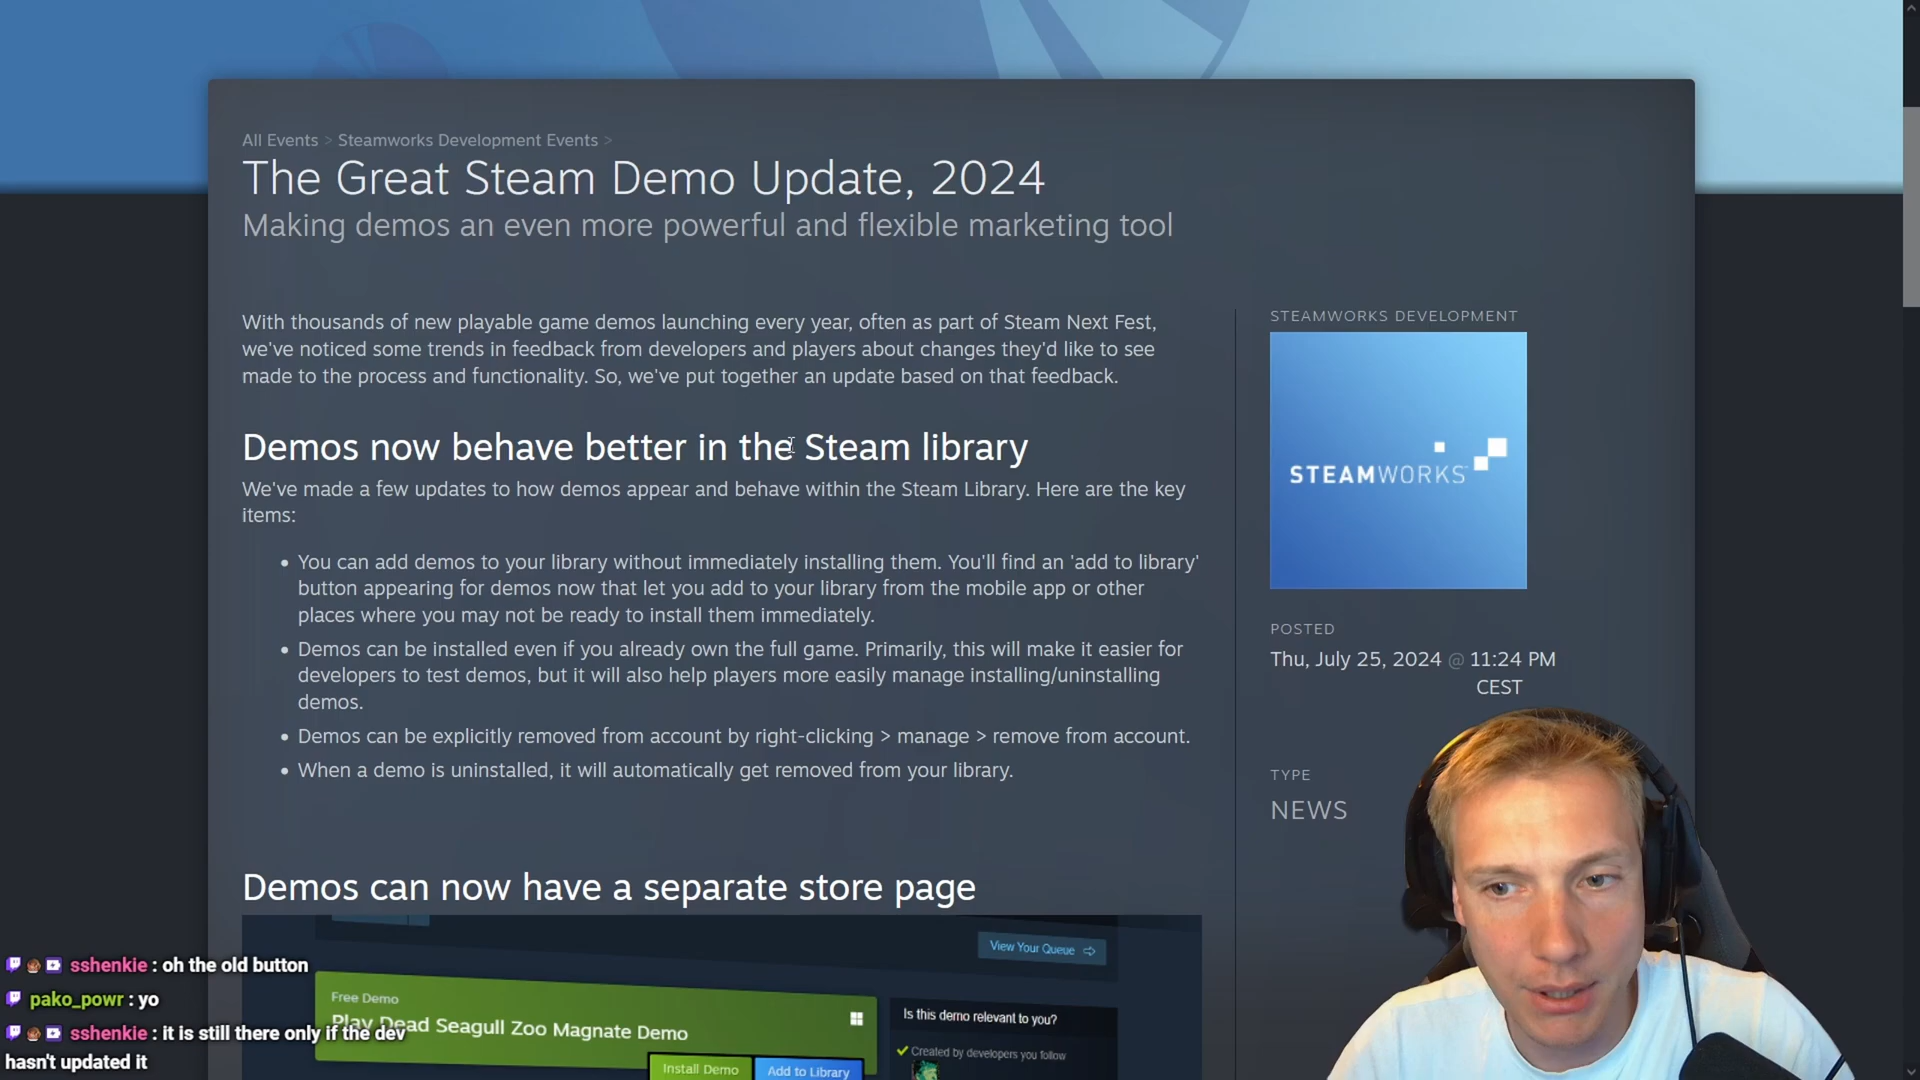 All Events > Steamworks Development Events >
The Great Steam Demo Update, 2024
Making demos an even more powerful and flexible marketing tool
With thousands of new playable game demos launching every year, often as part of Steam Next Fest,
we've noticed some trends in feedback from developers and players about changes they'd like to see
made to the process and functionality. So, we've put together an update based on that feedback.
Demos now behave better in the Steam library
We've made a few updates to how demos appear and behave within the Steam Library. Here are the key
items:
• You can add demos to your library without immediately installing them. You'll find an 'add to library'
button appearing for demos now that let you add to your library from the mobile app or other
places where you may not be ready to install them immediately.
• Demos can be installed even if you already own the full game. Primarily, this will make it easier for
developers to test demos, but it will also help players more easily manage installing/uninstalling
demos.
• Demos can be explicitly removed from account by right-clicking > manage > remove from account.
• When a demo is uninstalled, it will automatically get removed from your library.
Demos can now have a separate store page
View Your Queue
Free Demo
Play Dead Seagull Zoo Magnate Demo
Install Demo
Add to Library
Is this demo relevant to you?
Created by developers you follow
STEAMWORKS DEVELOPMENT
STEAMWORKS
POSTED
Thu, July 25, 2024 @ 11:24 PM
CEST
TYPE
NEWS
sshenkie : oh the old button
pako_powr : yo
sshenkie : it is still there only if the dev
hasn't updated it